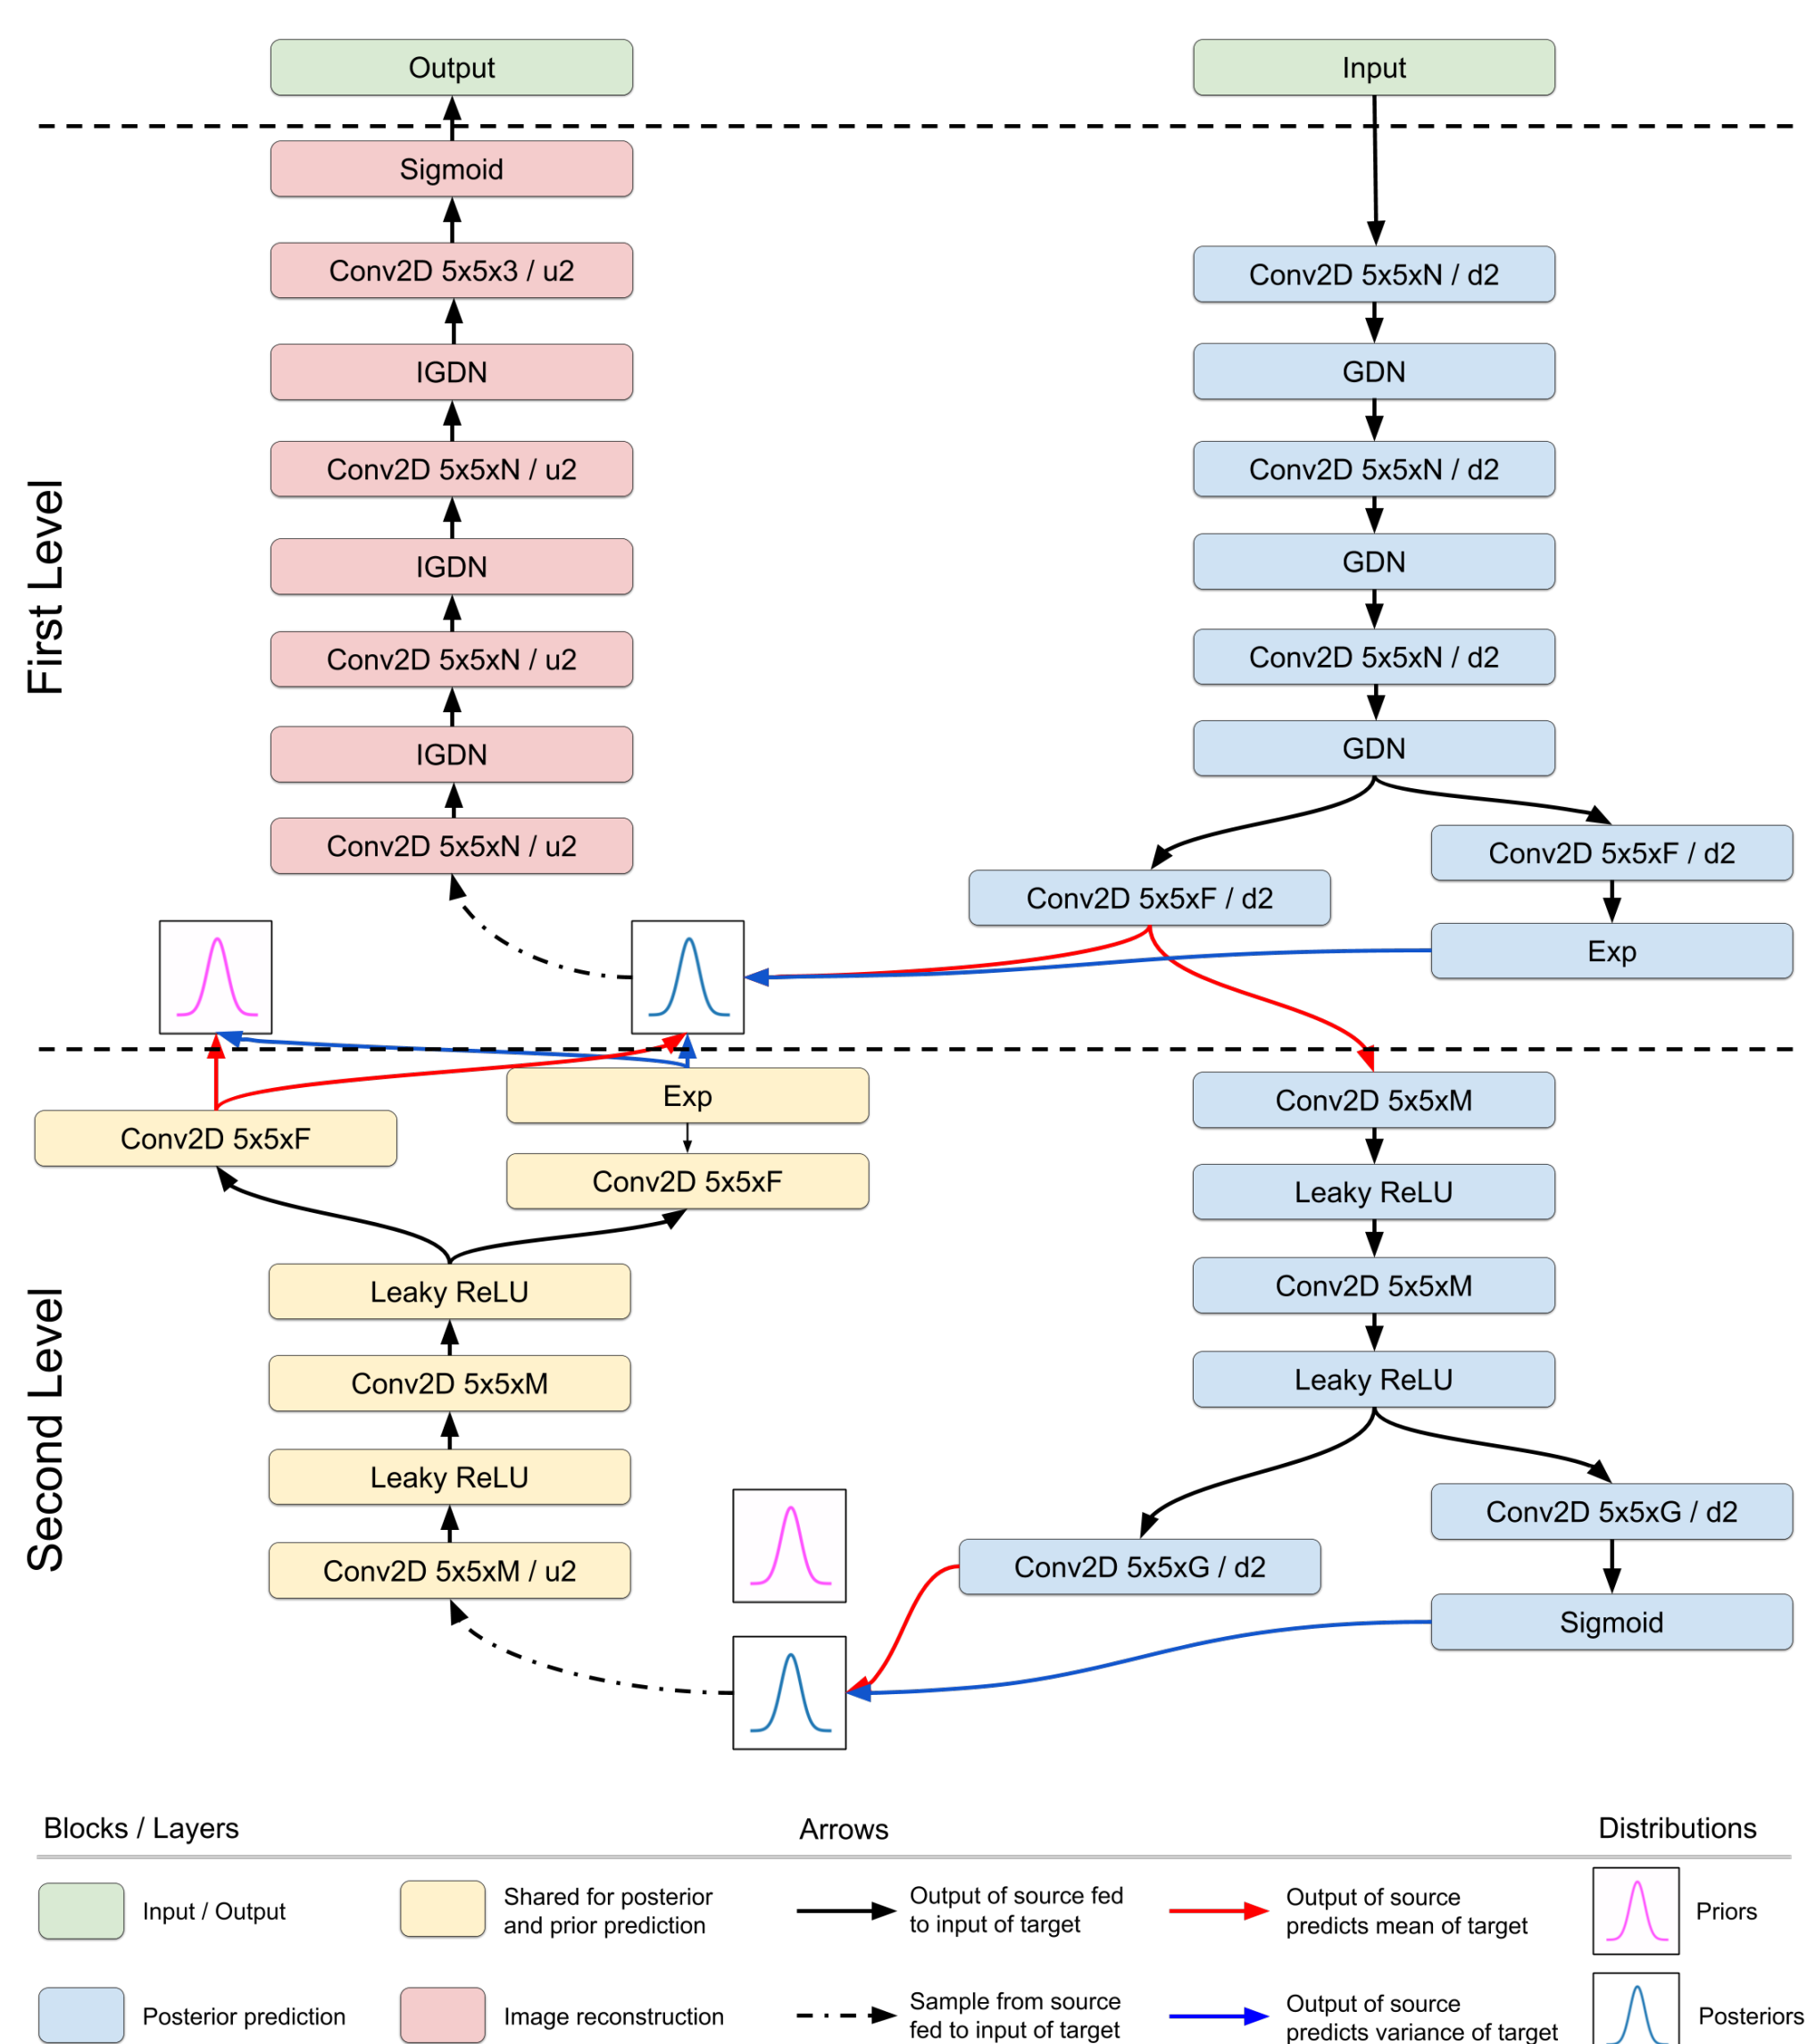 Output
Input
Sigmoid
Conv2D 5x5x3 / u2
Conv2D 5x5xN / d2
IGDN
GDN
Conv2D 5x5xN / u2
Conv2D 5x5xN / d2
First Level
IGDN
GDN
Conv2D 5x5xN / u2
Conv2D 5x5xN / d2
IGDN
GDN
Conv2D 5x5xN / u2
Conv2D 5x5xF / d2
Conv2D 5x5xF / d2
Exp
Exp
Conv2D 5x5xM
Conv2D 5x5xF
Conv2D 5x5xF
Leaky ReLU
Leaky ReLU
Conv2D 5x5xM
Second Level
Conv2D 5x5xM
Leaky ReLU
Leaky ReLU
Conv2D 5x5xG / d2
Conv2D 5x5xM / u2
Conv2D 5x5xG / d2
Sigmoid
Blocks / Layers
Arrows
Distributions
Input / Output
Shared for posterior
and prior prediction
Output of source fed
to input of target
Output of source
predicts mean of target
Priors
Posterior prediction
Image reconstruction
Sample from source
fed to input of target
Output of source
predicts variance of target
Posteriors